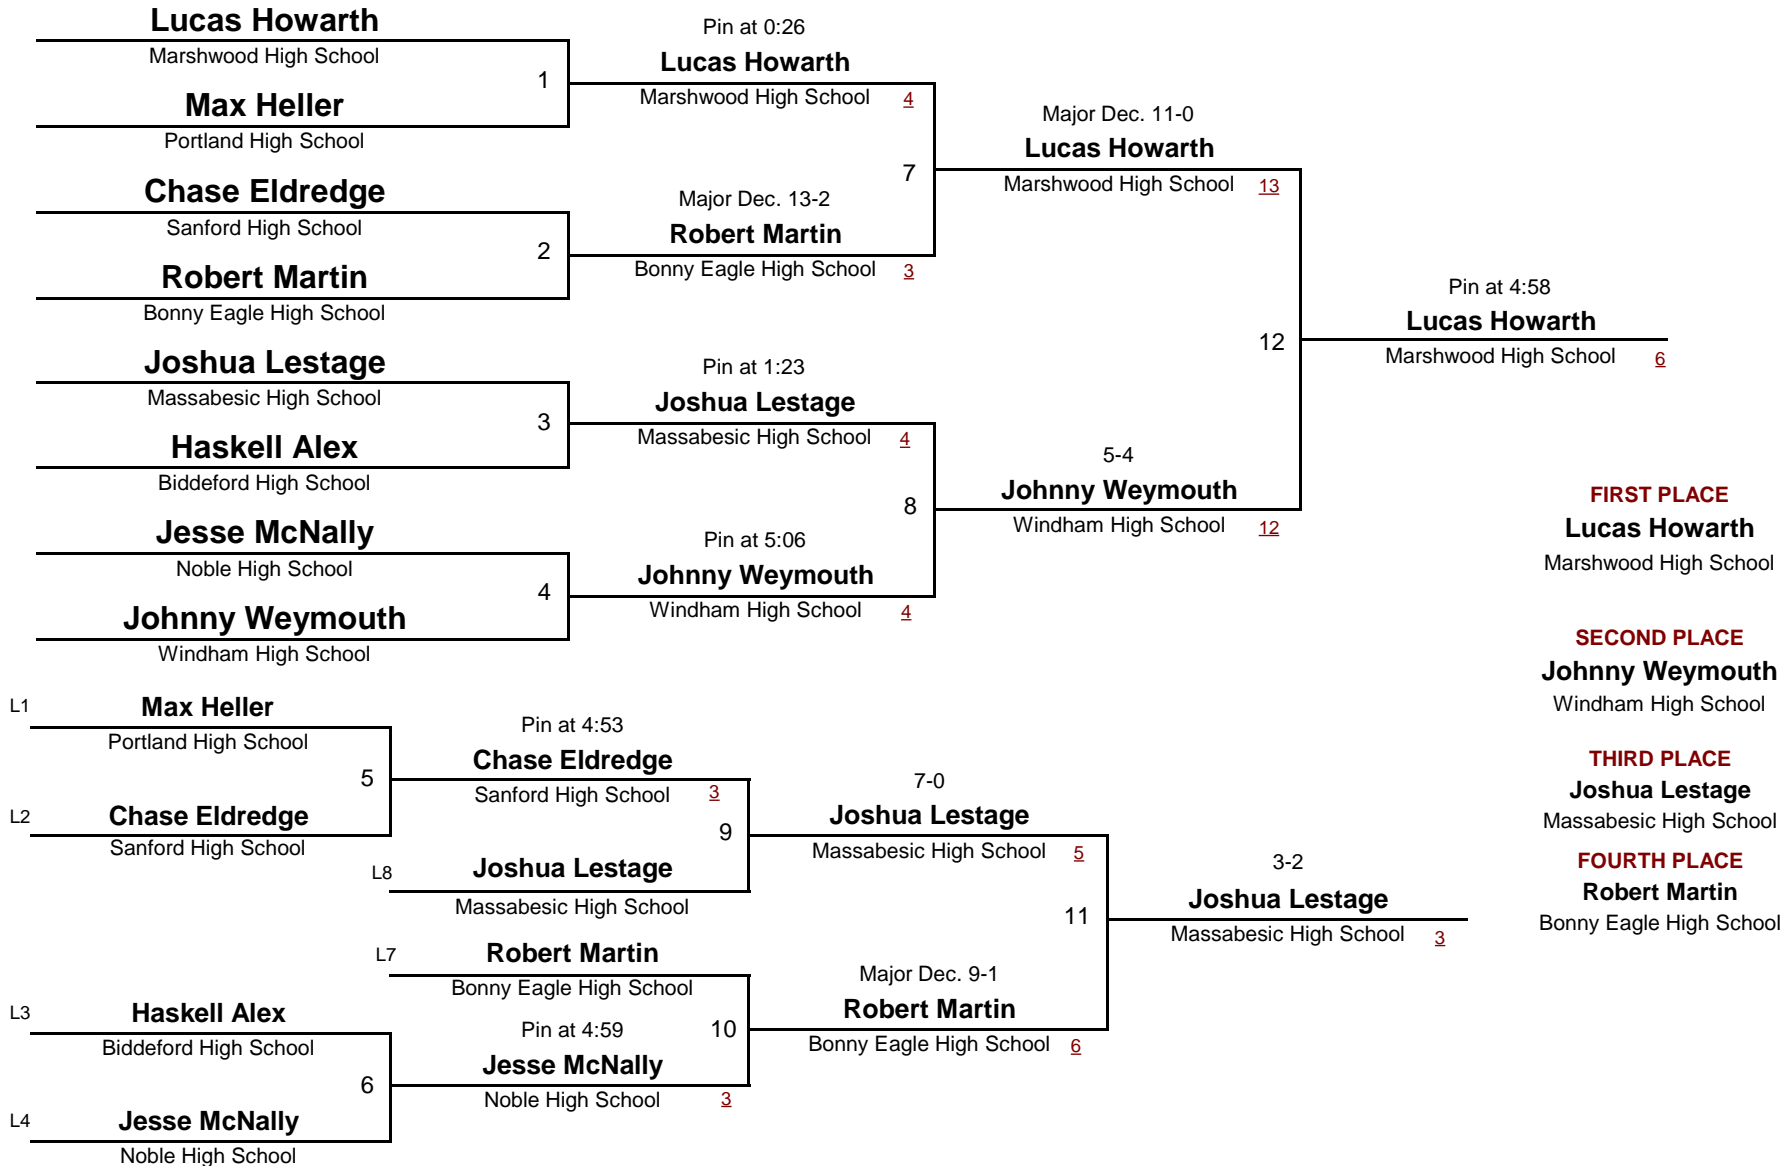 Lucas Howarth
Marshwood High School
1
Max Heller
Portland High School
Chase Eldredge
Sanford High School
2
Robert Martin
Bonny Eagle High School
Joshua Lestage
Massabesic High School
3
Haskell Alex
Biddeford High School
Jesse McNally
Noble High School
4
Johnny Weymouth
Windham High School
Pin at 0:26
Lucas Howarth
Marshwood High School 4
7
Major Dec. 13-2
Robert Martin
Bonny Eagle High School 3
Pin at 1:23
Joshua Lestage
Massabesic High School 4
8
Pin at 5:06
Johnny Weymouth
Windham High School 4
Major Dec. 11-0
Lucas Howarth
Marshwood High School 13
12
5-4
Johnny Weymouth
Windham High School 12
Pin at 4:58
Lucas Howarth
Marshwood High School 6
FIRST PLACE
Lucas Howarth
Marshwood High School
SECOND PLACE
Johnny Weymouth
Windham High School
THIRD PLACE
Joshua Lestage
Massabesic High School
FOURTH PLACE
Robert Martin
Bonny Eagle High School
L1 Max Heller
Portland High School
5
L2 Chase Eldredge
Sanford High School
L3 Haskell Alex
Biddeford High School
6
L4 Jesse McNally
Noble High School
Pin at 4:53
Chase Eldredge
Sanford High School 3
9
L8 Joshua Lestage
Massabesic High School
L7 Robert Martin
Bonny Eagle High School
10
Pin at 4:59
Jesse McNally
Noble High School 3
7-0
Joshua Lestage
Massabesic High School 5
11
Major Dec. 9-1
Robert Martin
Bonny Eagle High School 6
3-2
Joshua Lestage
Massabesic High School 3